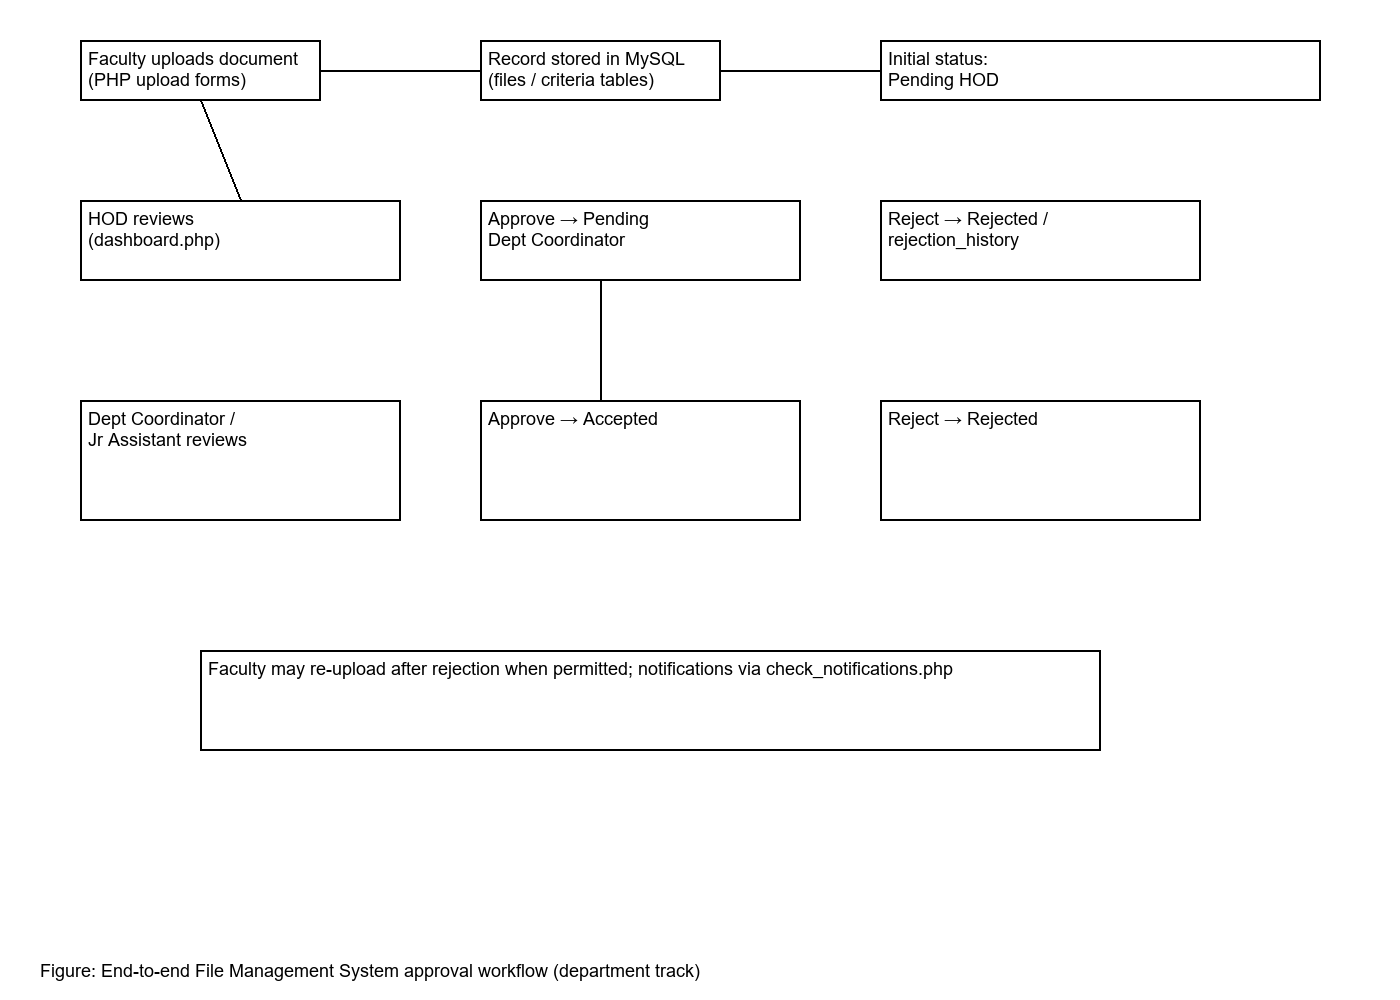 Faculty uploads document
(PHP upload forms)
Record stored in MySQL
(files / criteria tables)
Initial status:
Pending HOD
HOD reviews
(dashboard.php)
Approve → Pending
Dept Coordinator
Reject → Rejected /
rejection_history
Dept Coordinator /
Jr Assistant reviews
Approve → Accepted
Reject → Rejected
Faculty may re-upload after rejection when permitted; notifications via check_notifications.php
Figure: End-to-end File Management System approval workflow (department track)